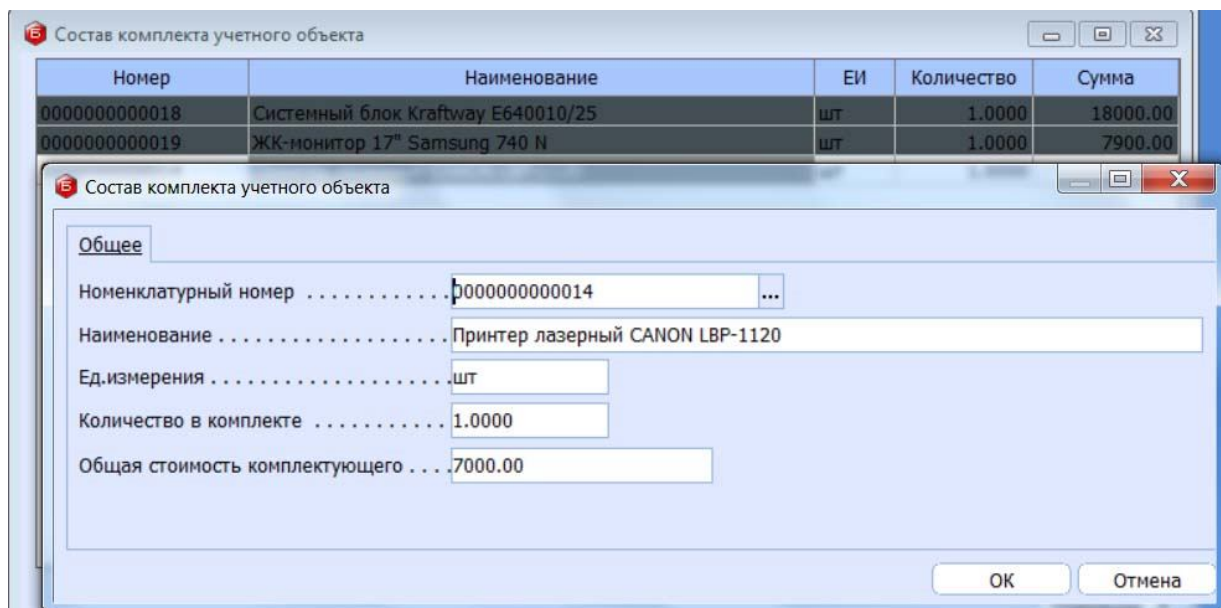 Состав комплекта учетного объекта
Номер Наименование ЕИ Количество Сумма
0000000000018 Системный блок Kraftway E640010/25 шт 1.0000 18000.00
0000000000019 ЖК-монитор 17" Samsung 740 N шт 1.0000 7900.00
Состав комплекта учетного объекта
Общее
Номенклатурный номер . . . . . . . . . . . . 0000000000014 ...
Наименование . . . . . . . . . . . . . . . . . . . Принтер лазерный CANON LBP-1120
Ед.измерения . . . . . . . . . . . . . . . . . . . . шт
Количество в комплекте . . . . . . . . . . . 1.0000
Общая стоимость комплектующего . . . . 7000.00
ОК Отмена